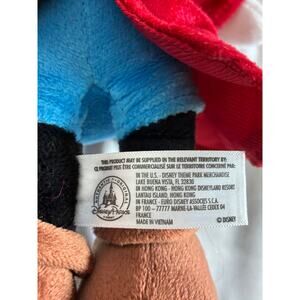 THIS PRODUCT MAY BE SUPPLIED IN THE RELEVANT TERRITORY BY:
CE PRODUIT PEUT ÊTRE COMMERCIALISÉ SUR LE TERRITOIRE CONCERNÉ PAR:
IN THE U.S. - DISNEY THEME PARK MERCHANDISE
LAKE BUENA VISTA, FL 32830
IN HONG KONG - HONG KONG DISNEYLAND RESORT
LANTAU ISLAND, HONG KONG
IN FRANCE - EURO DISNEY ASSOCIÉS S.C.A.
BP 100 - 77777 MARNE-LA-VALLÉE CEDEX 04
FRANCE
MADE IN VIETNAM
© DISNEY
Disney Parks